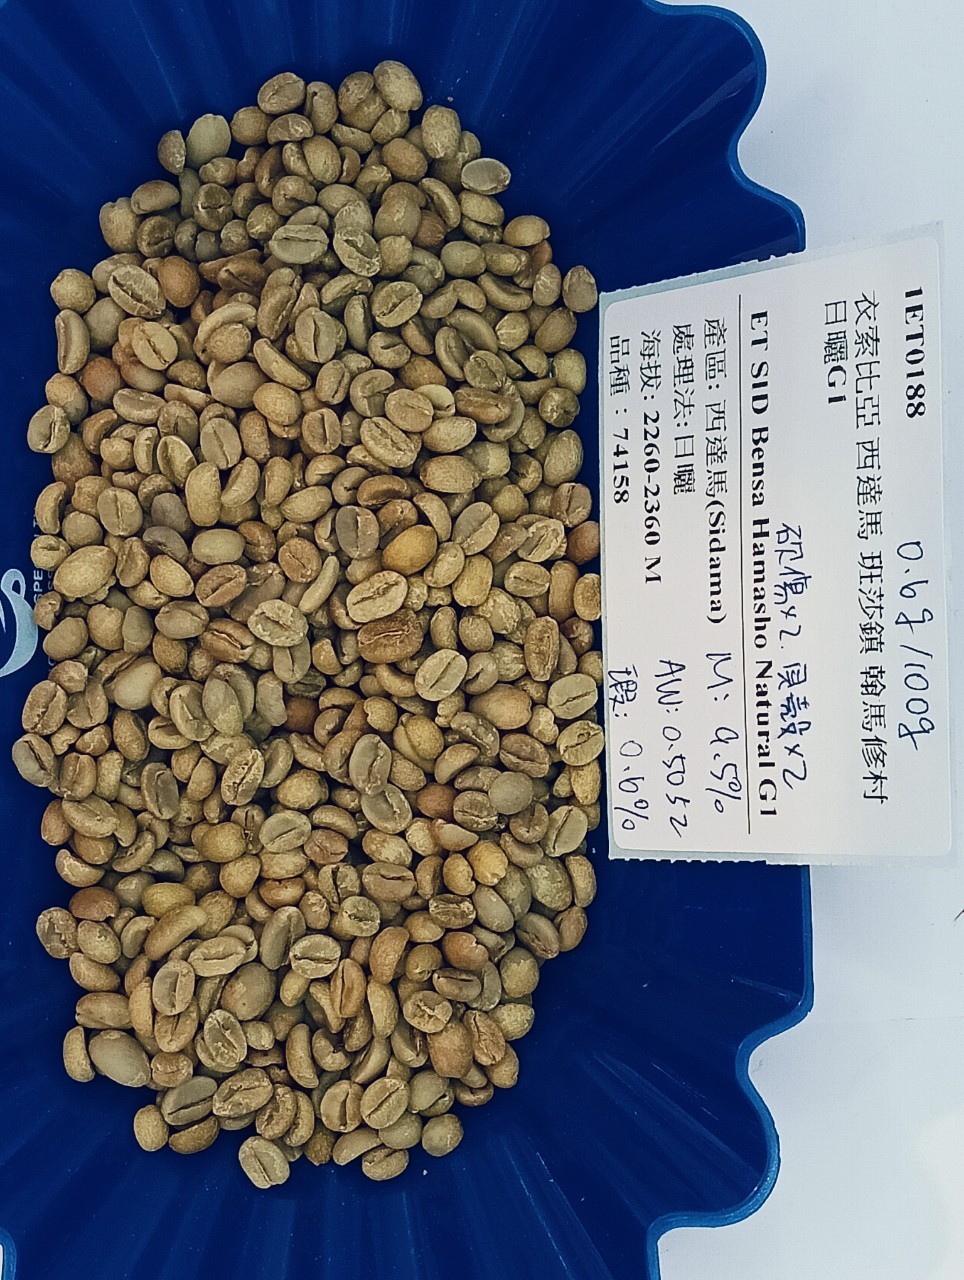 1ET0188
0.6g/100g
衣索比亞 西達馬 班莎鎮 翰馬修村
日曬G1
部傷x2. 貝殼x2
ET SID Bensa Hamasho Natural G1
產區: 西達馬(Sidama) M: 9.5%
處理法:日曬 AW: 0.5052
海拔: 2260-2360 M
品種 : 74158 瑕: 0.6%
SPE